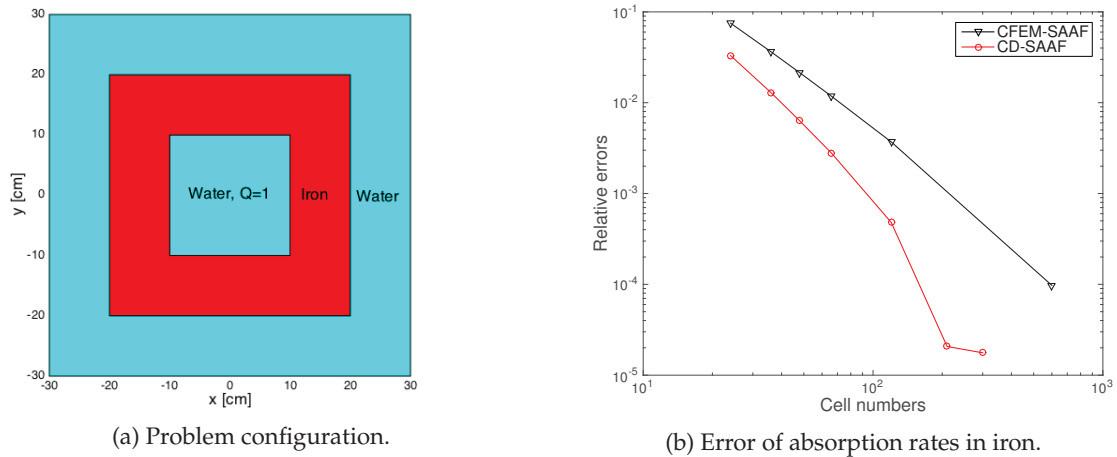 30
20
10
0
-10
-20
-30
y [cm]
Water, Q=1
Iron
Water
-30 -20 -10 0 10 20 30
x [cm]
(a) Problem configuration.
10^-1
10^-2
10^-3
10^-4
10^-5
Relative errors
CFEM-SAAF
CD-SAAF
10^1 10^2 10^3
Cell numbers
(b) Error of absorption rates in iron.